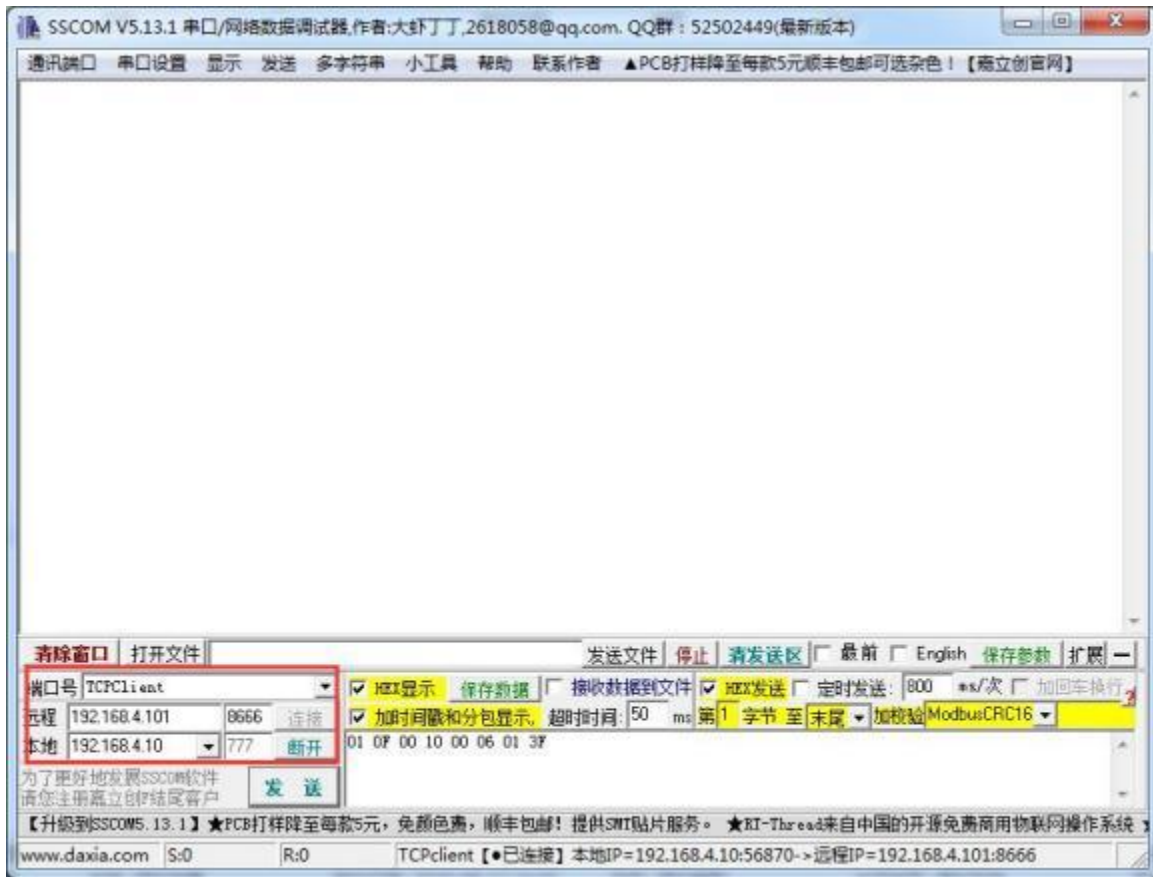 SSCOM V5.13.1 串口/网络数据调试器,作者:大虾丁丁,2618058@qq.com. QQ群：52502449(最新版本)
通讯端口 串口设置 显示 发送 多字符串 小工具 帮助 联系作者 ▲PCB打样降至每款5元顺丰包邮可选杂色！【嘉立创官网】
清除窗口 打开文件 发送文件 停止 清发送区 最前 English 保存参数 扩展 —
端口号 TCPClient HEX显示 保存数据 接收数据到文件 HEX发送 定时发送: 800 ms/次 加回车换行
远程 192.168.4.101 8666 连接 加时间戳和分包显示, 超时时间: 50 ms 第1 字节 至 末尾 加校验 ModbusCRC16
本地 192.168.4.10 777 断开 01 0F 00 10 00 06 01 3F
为了更好地发展SSCOM软件
请您注册嘉立创F结尾客户
发 送
【升级到SSCOM5.13.1】★PCB打样降至每款5元，免颜色费，顺丰包邮！提供SMT贴片服务。 ★RT-Thread来自中国的开源免费商用物联网操作系统
www.daxia.com S:0 R:0 TCPclient【●已连接】本地IP=192.168.4.10:56870->远程IP=192.168.4.101:8666